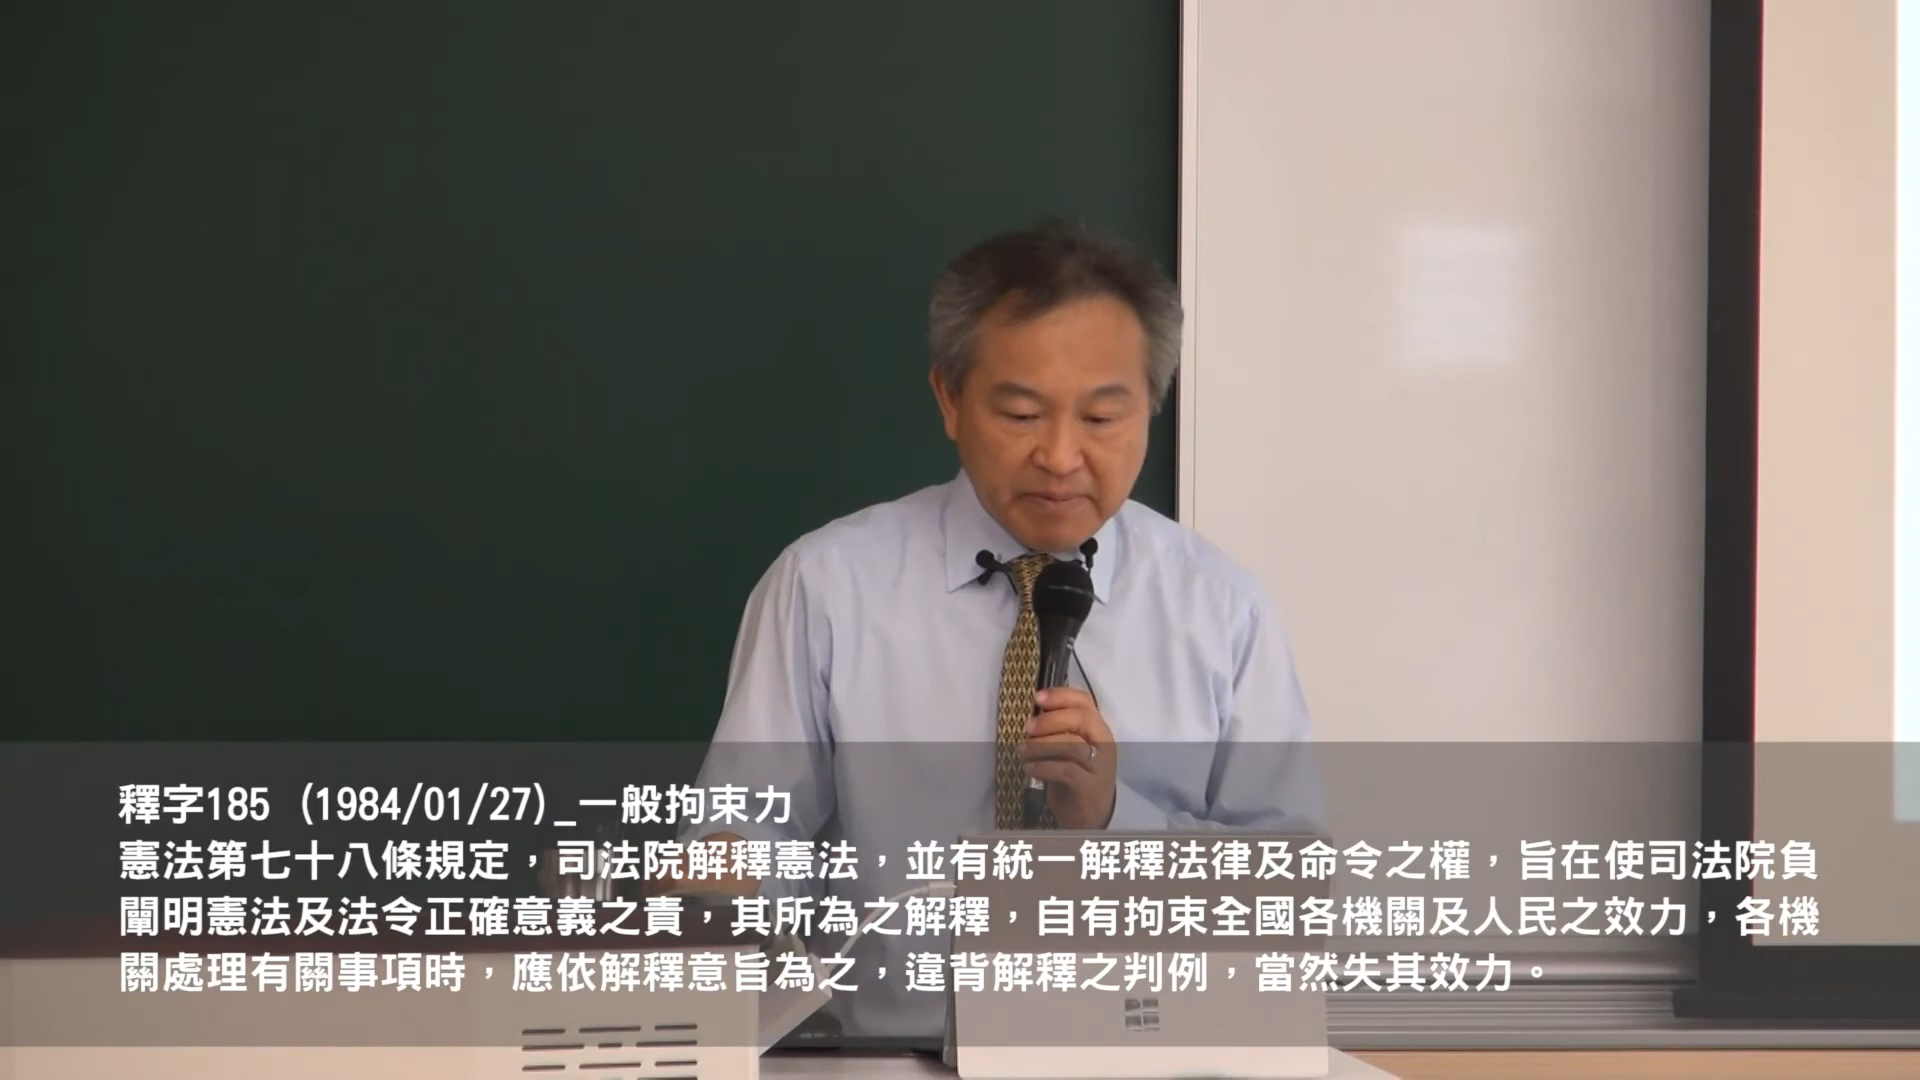 釋字185 (1984/01/27)_一般拘束力
憲法第七十八條規定，司法院解釋憲法，並有統一解釋法律及命令之權，旨在使司法院負
闡明憲法及法令正確意義之責，其所為之解釋，自有拘束全國各機關及人民之效力，各機
關處理有關事項時，應依解釋意旨為之，違背解釋之判例，當然失其效力。